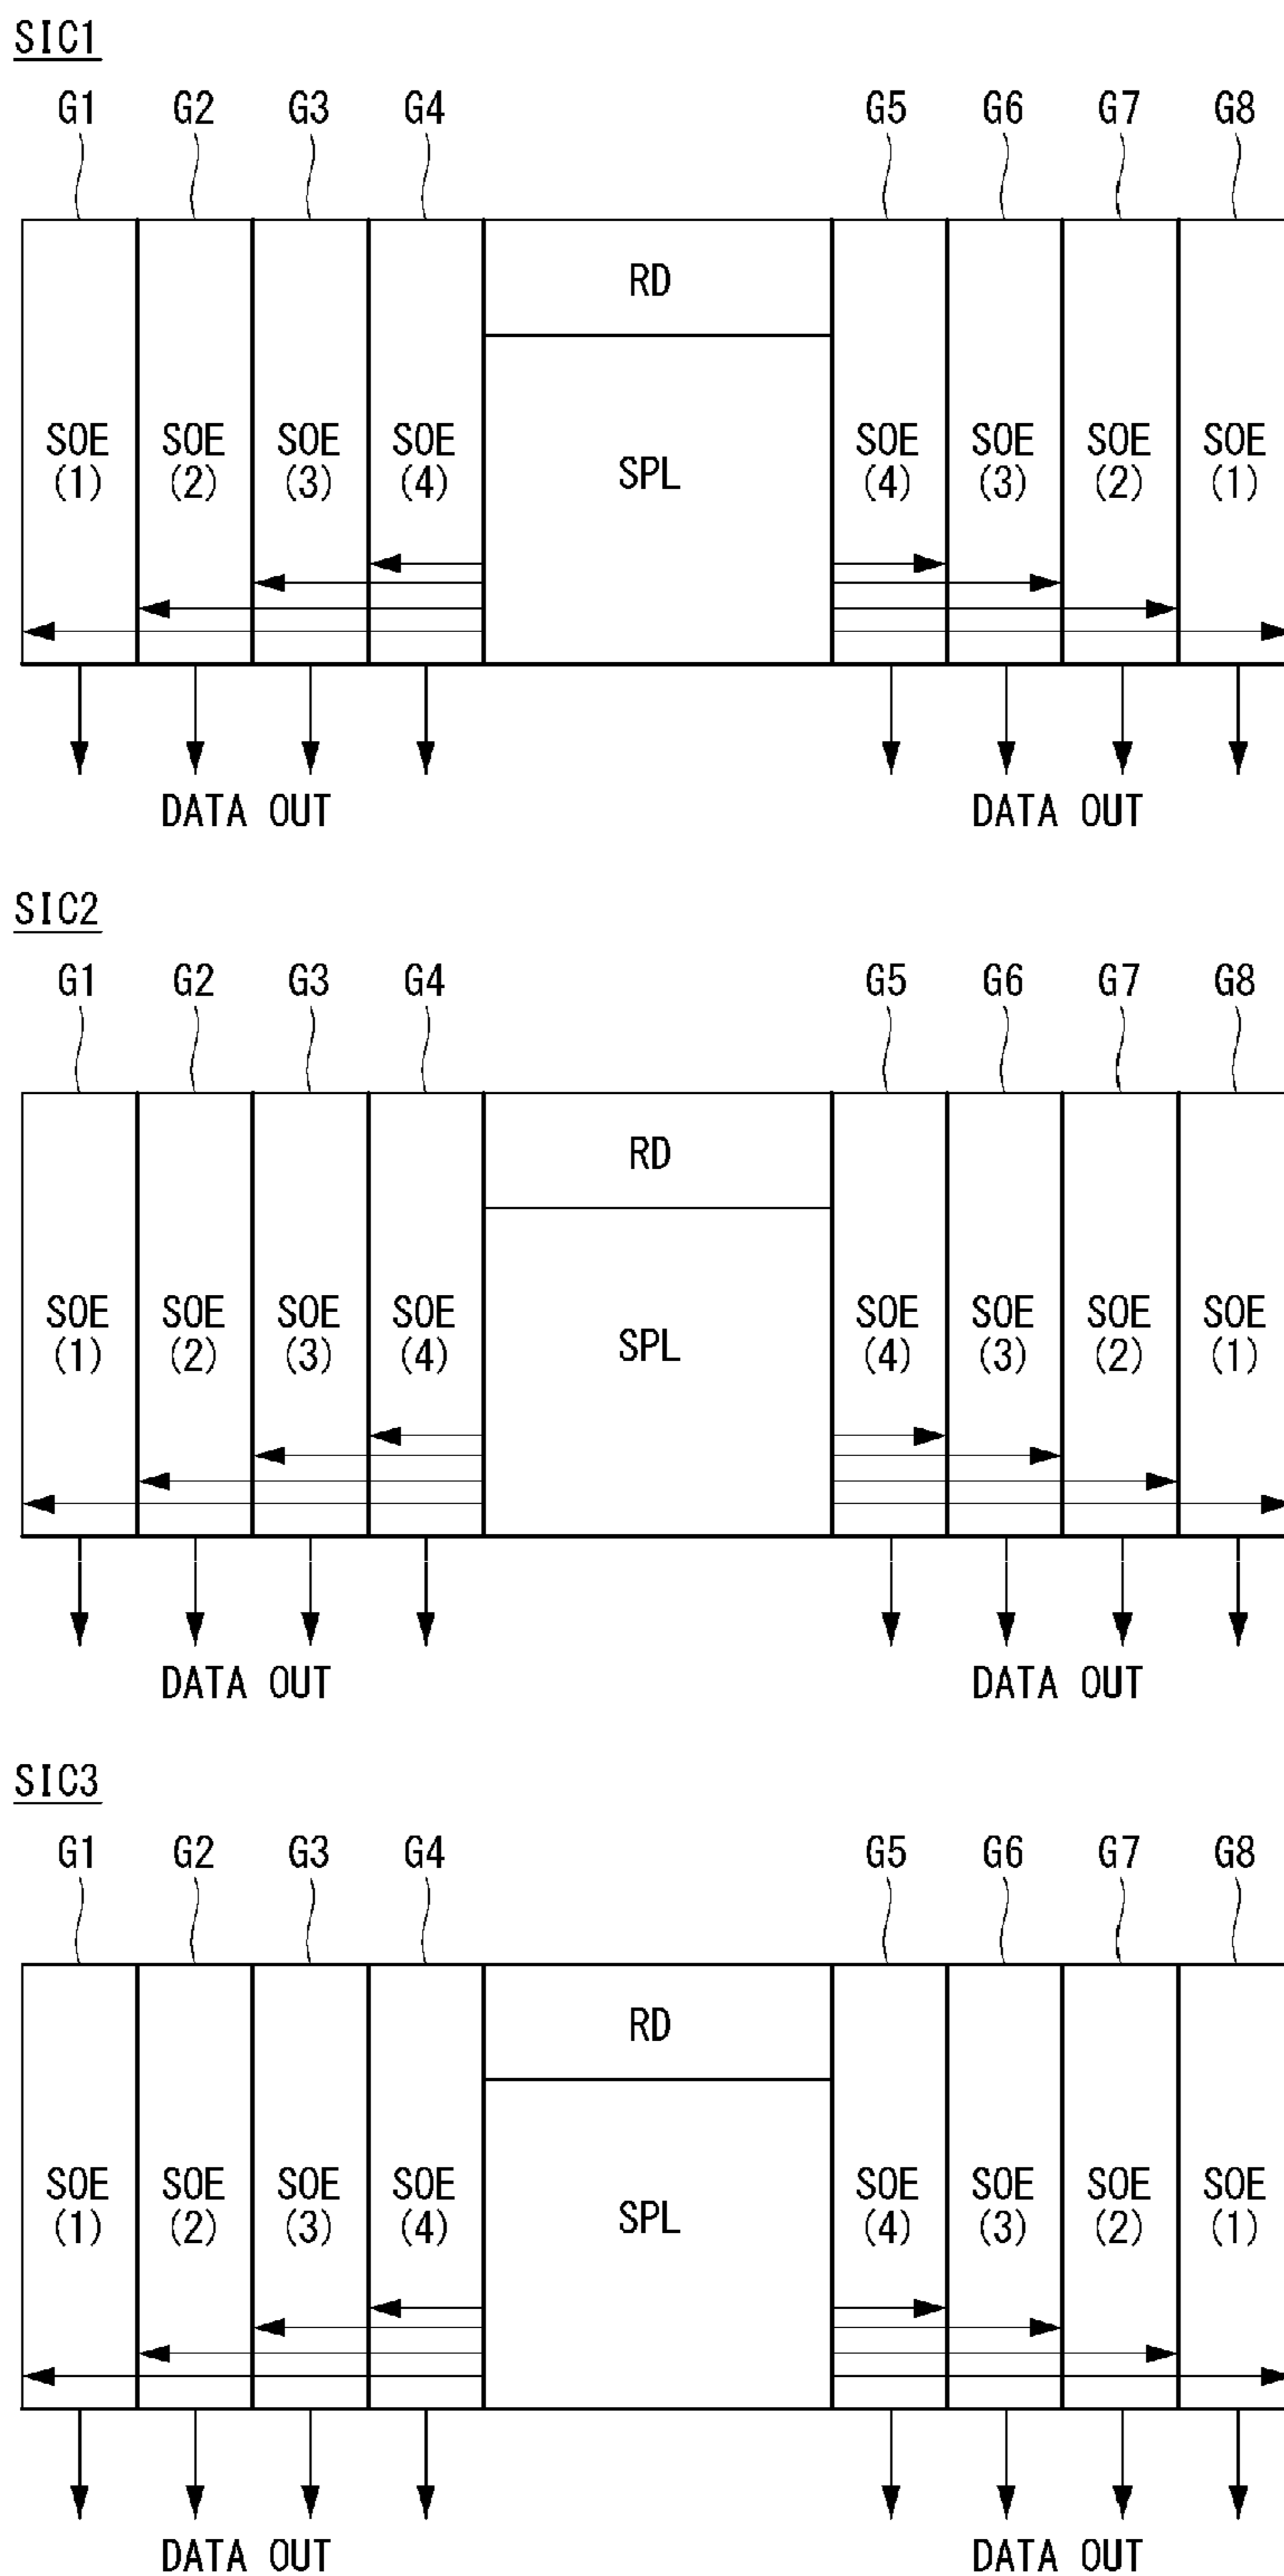 SIC1
G1 G2 G3 G4 G5 G6 G7 G8
RD
SOE (1) SOE (2) SOE (3) SOE (4) SPL SOE (4) SOE (3) SOE (2) SOE (1)
DATA OUT DATA OUT
SIC2
G1 G2 G3 G4 G5 G6 G7 G8
RD
SOE (1) SOE (2) SOE (3) SOE (4) SPL SOE (4) SOE (3) SOE (2) SOE (1)
DATA OUT DATA OUT
SIC3
G1 G2 G3 G4 G5 G6 G7 G8
RD
SOE (1) SOE (2) SOE (3) SOE (4) SPL SOE (4) SOE (3) SOE (2) SOE (1)
DATA OUT DATA OUT